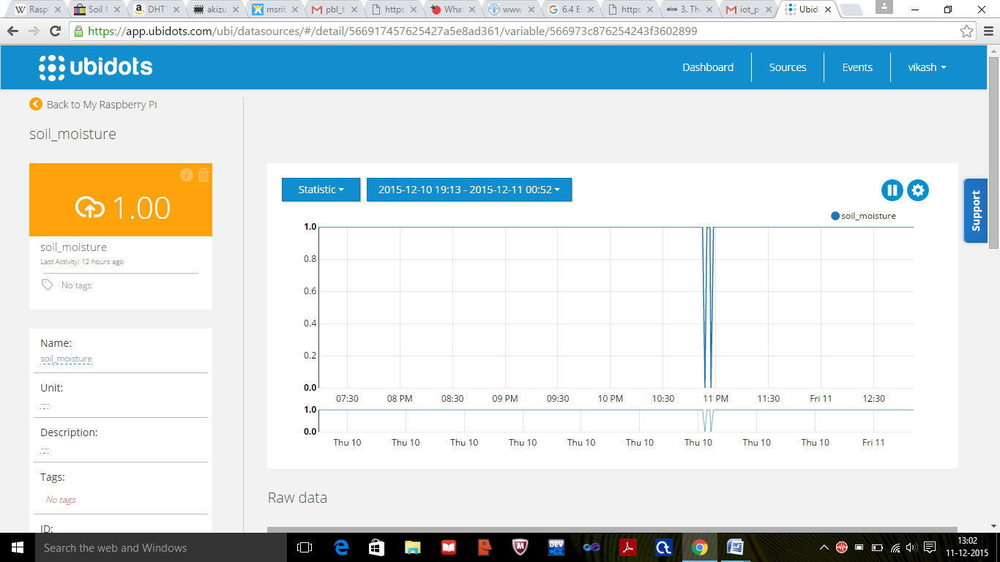 Raspl
Soil M
DHT
akizu
msrit
pbl_t
https
What
www
6.4 E
https
3. The
iot_p
Ubido
https://app.ubidots.com/ubi/datasources/#/detail/566917457625427a5e8ad361/variable/566973c876254243f3602899
ubidots
Dashboard
Sources
Events
vikash
Back to My Raspberry Pi
soil_moisture
1.00
soil_moisture
Last Activity: 12 hours ago
No tags
Name:
soil_moisture
Unit:
---
Description:
---
Tags:
No tags
ID:
Statistic
2015-12-10 19:13 - 2015-12-11 00:52
soil_moisture
1.0
0.8
0.6
0.4
0.2
0.0
07:30 08 PM 08:30 09 PM 09:30 10 PM 10:30 11 PM 11:30 Fri 11 12:30
1.0
0.0
Thu 10 Thu 10 Thu 10 Thu 10 Thu 10 Thu 10 Thu 10 Thu 10 Thu 10 Fri 11
Raw data
Support
Search the web and Windows
DEV
13:02
11-12-2015